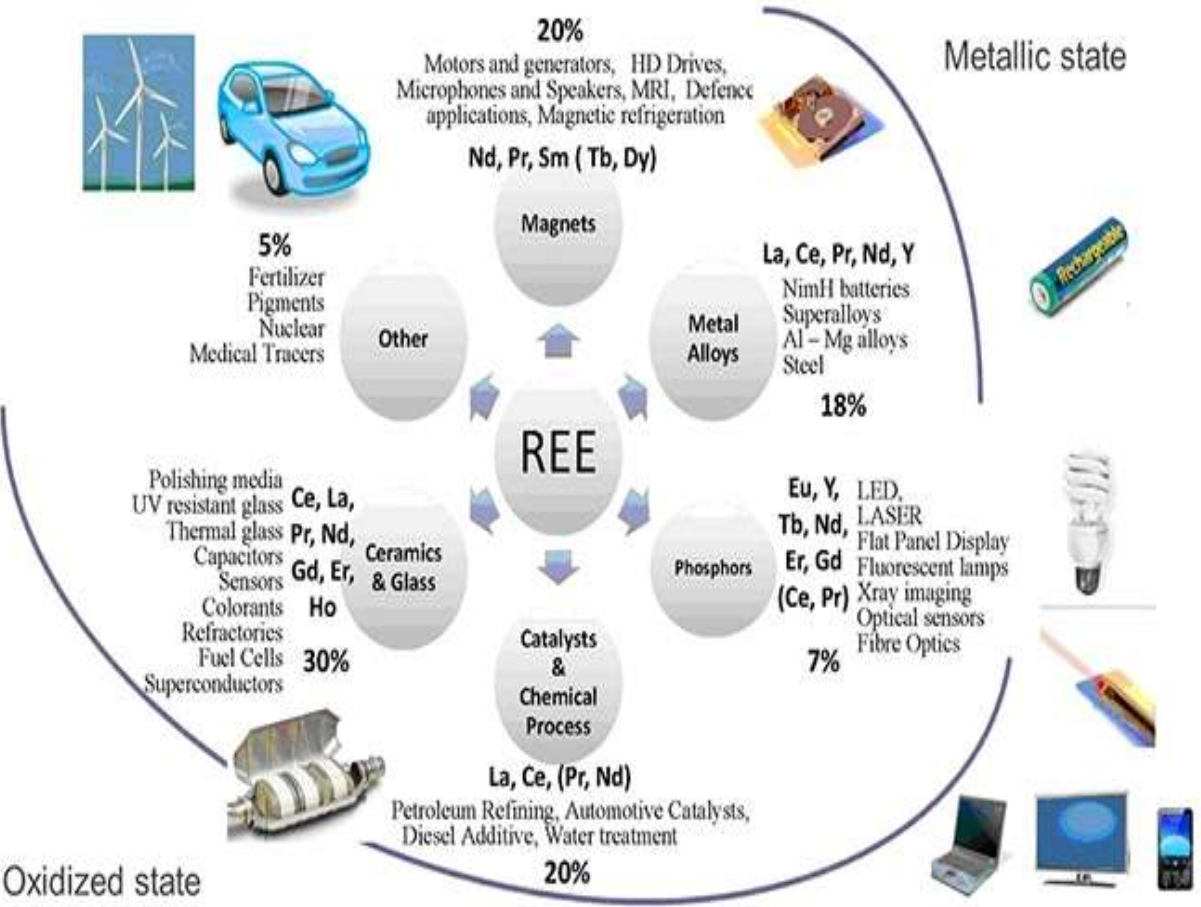 20%
Motors and generators, HD Drives,
Microphones and Speakers, MRI, Defence
applications, Magnetic refrigeration
Nd, Pr, Sm ( Tb, Dy)
Magnets
Metallic state
Rechargeable
La, Ce, Pr, Nd, Y
NimH batteries
Superalloys
Al – Mg alloys
Steel
18%
Metal
Alloys
5%
Fertilizer
Pigments
Nuclear
Medical Tracers
Other
REE
Polishing media
UV resistant glass
Thermal glass
Capacitors
Sensors
Colorants
Refractories
Fuel Cells
Superconductors
Ce, La,
Pr, Nd,
Gd, Er,
Ho
30%
Ceramics
& Glass
Phosphors
Eu, Y,
Tb, Nd,
Er, Gd
(Ce, Pr)
7%
LED,
LASER
Flat Panel Display
Fluorescent lamps
Xray imaging
Optical sensors
Fibre Optics
Catalysts
&
Chemical
Process
La, Ce, (Pr, Nd)
Petroleum Refining, Automotive Catalysts,
Diesel Additive, Water treatment
20%
Oxidized state